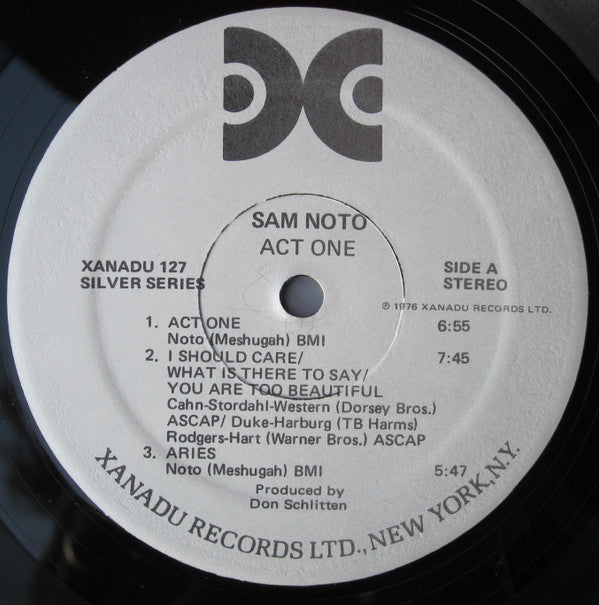 SAM NOTO
ACT ONE
XANADU 127
SILVER SERIES
SIDE A
STEREO
℗ 1976 XANADU RECORDS LTD.
1. ACT ONE 6:55
Noto (Meshugah) BMI
2. I SHOULD CARE/ 7:45
WHAT IS THERE TO SAY/
YOU ARE TOO BEAUTIFUL
Cahn-Stordahl-Western (Dorsey Bros.)
ASCAP/ Duke-Harburg (TB Harms)
Rodgers-Hart (Warner Bros.) ASCAP
3. ARIES
Noto (Meshugah) BMI 5:47
Produced by
Don Schlitten
XANADU RECORDS LTD., NEW YORK, N.Y.